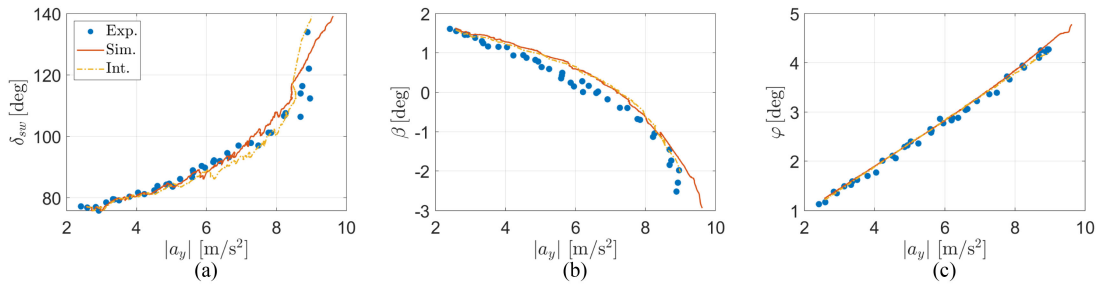 140
120
100
80
δ_sw [deg]
Exp.
Sim.
Int.
2 4 6 8 10
|a_y| [m/s²]
(a)
2
1
0
-1
-2
-3
β [deg]
2 4 6 8 10
|a_y| [m/s²]
(b)
5
4
3
2
1
φ [deg]
2 4 6 8 10
|a_y| [m/s²]
(c)